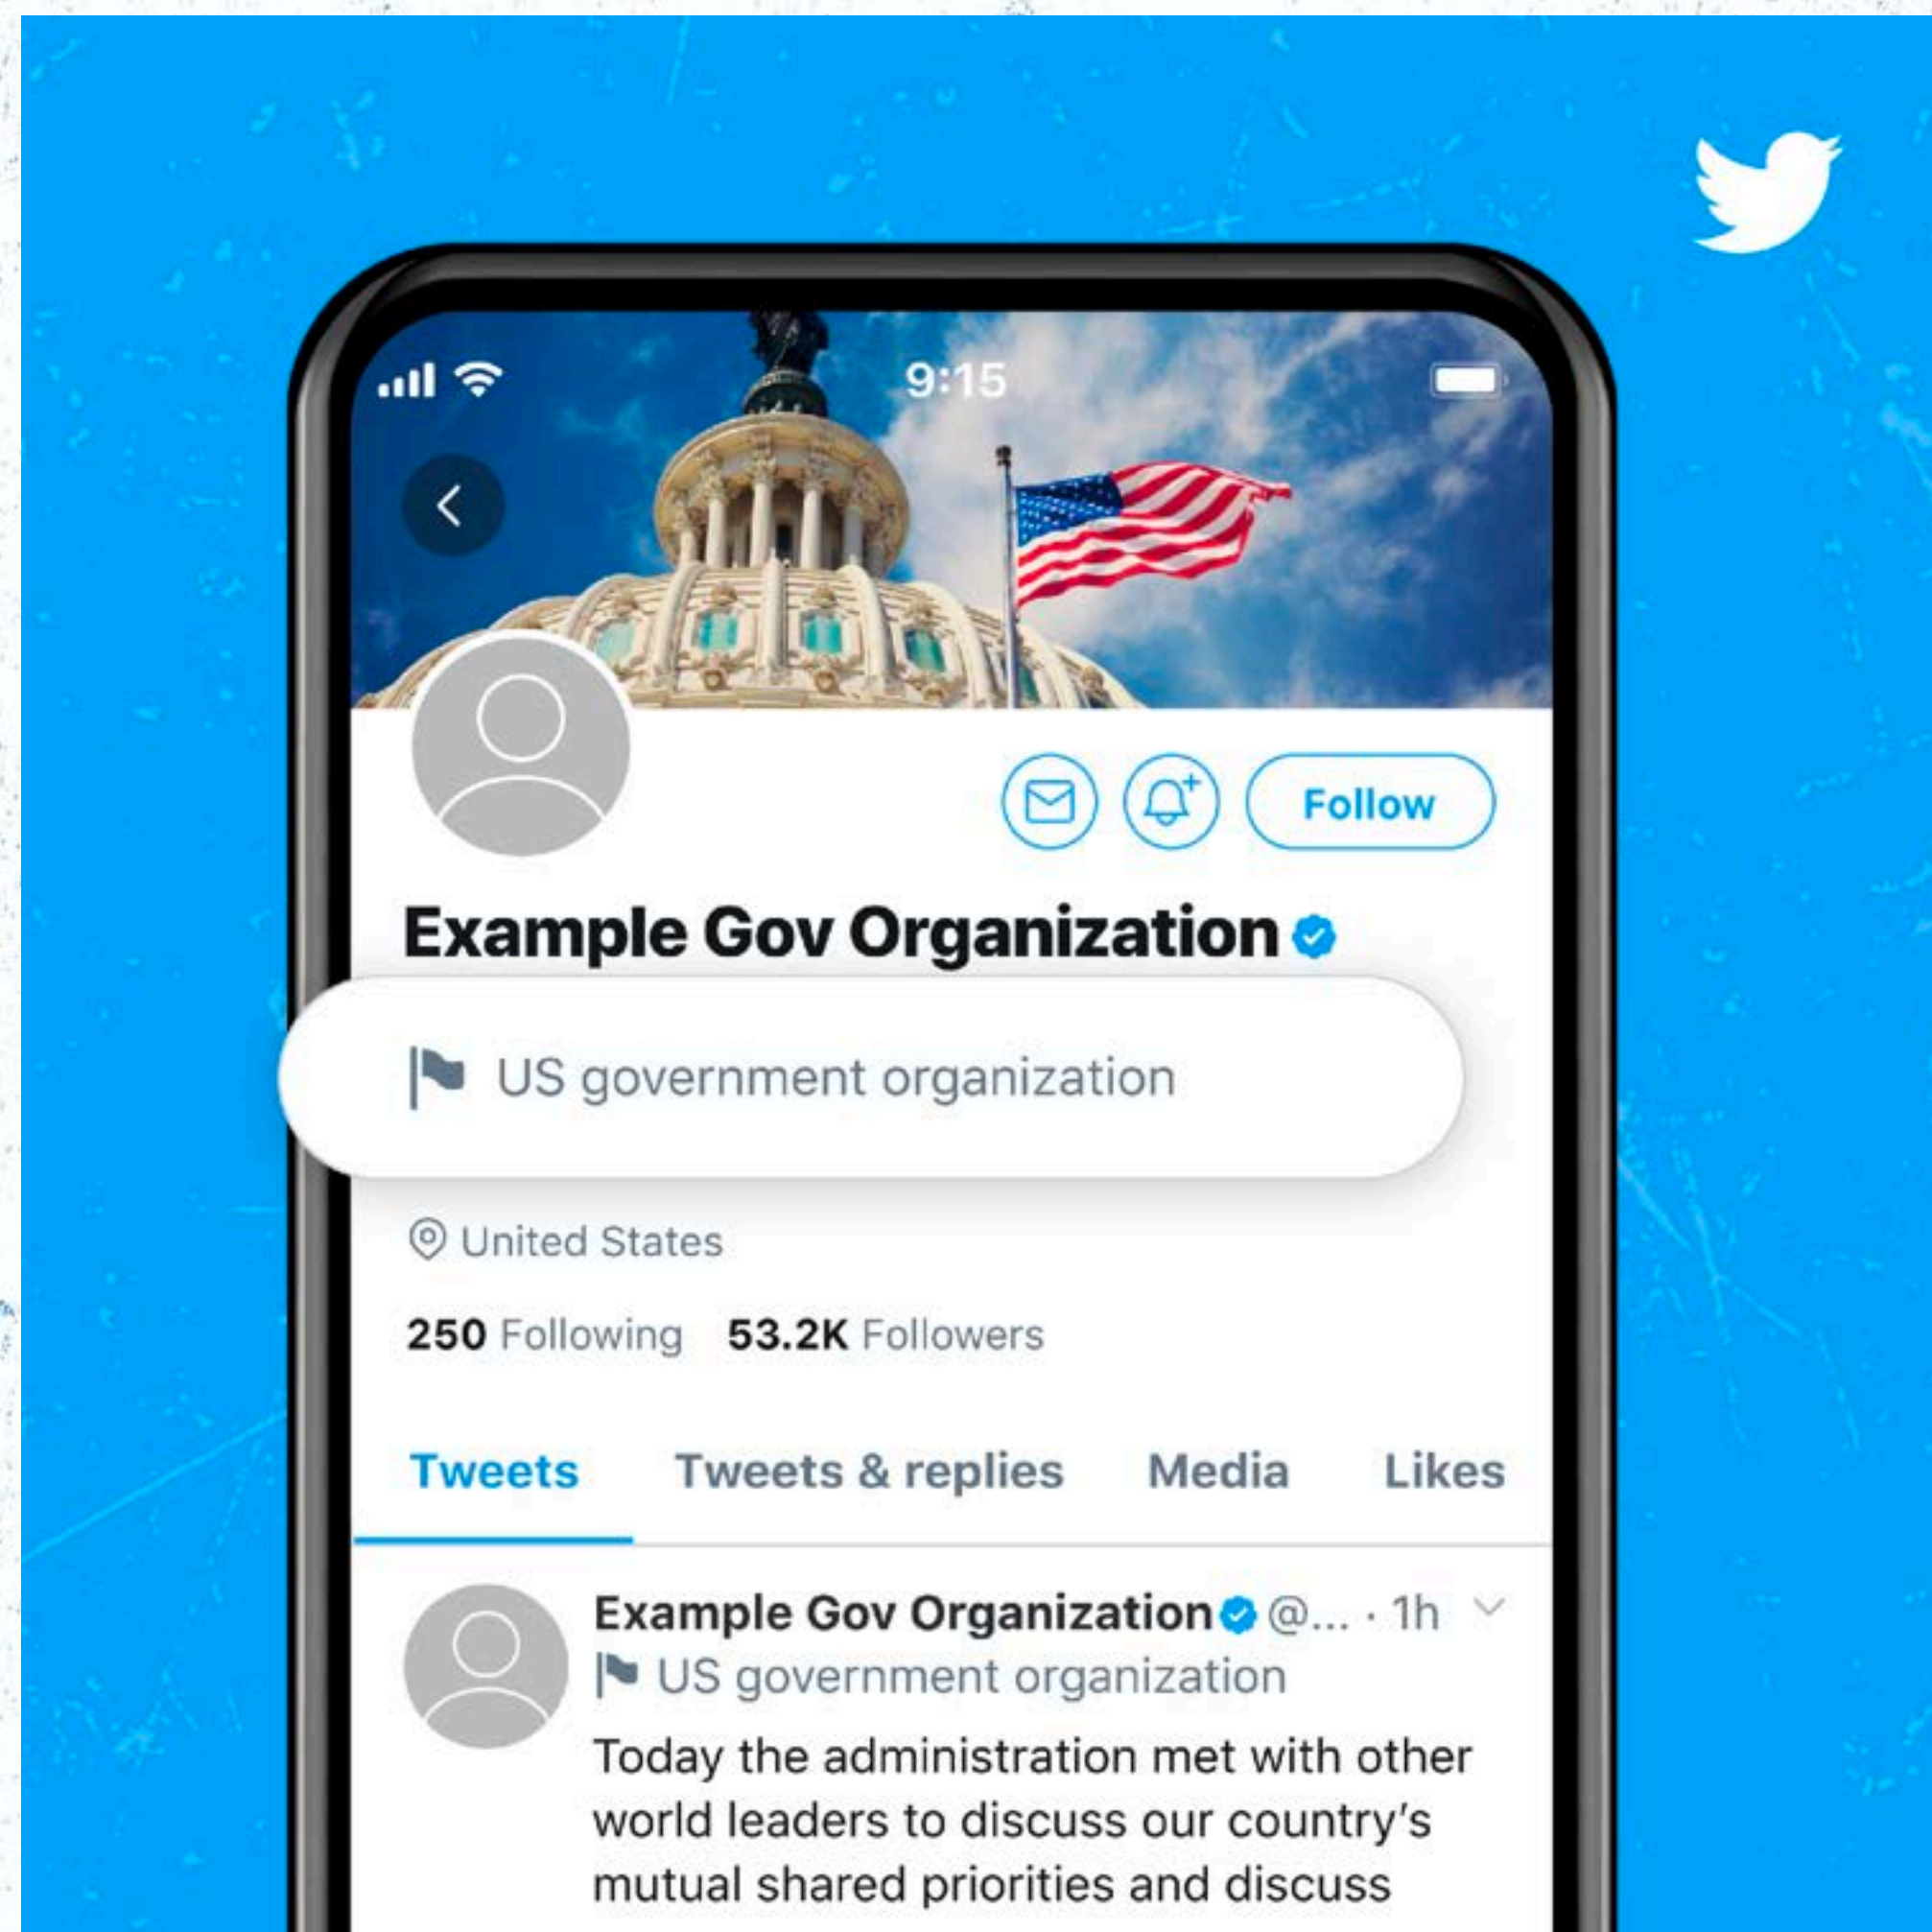 9:15
Follow
Example Gov Organization
US government organization
United States
250 Following 53.2K Followers
Tweets Tweets & replies Media Likes
Example Gov Organization @... · 1h
US government organization
Today the administration met with other
world leaders to discuss our country's
mutual shared priorities and discuss